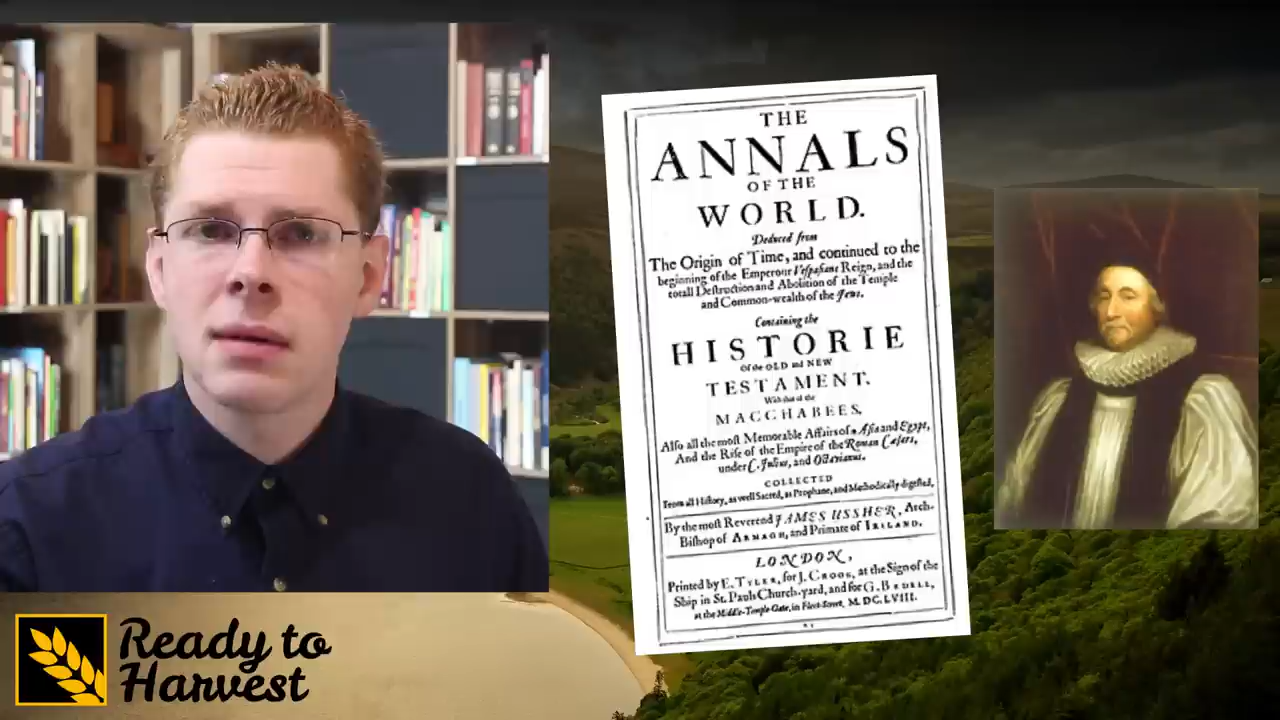 THE
ANNALS
OF THE
WORLD.
Deduced from
The Origin of Time, and continued to the
beginning of the Emperour Vespasians Reign, and the
totall Destruction and Abolition of the Temple
and Common-wealth of the Jews.
Containing the
HISTORIE
Of the OLD and NEW
TESTAMENT.
With that of the
MACCHABEES,
Also all the most Memorable Affairs of Asia and Egypt,
And the Rise of the Empire of the Roman Cæsars,
under C. Julius, and Octavianus.
COLLECTED
From all History, as well Sacred, as Prophane, and Methodically digested,
By the most Reverend JAMES USSHER, Arch-
Bishop of ARMAGH, and Primate of IRELAND.
LONDON,
Printed by E. TYLER, for J. CROOK, at the Sign of the
Ship in St. Pauls Church-yard, and for G. BEDELL,
at the Middle-Temple-Gate, in Fleet-Street, M. DC. LVIII.
Ready to
Harvest